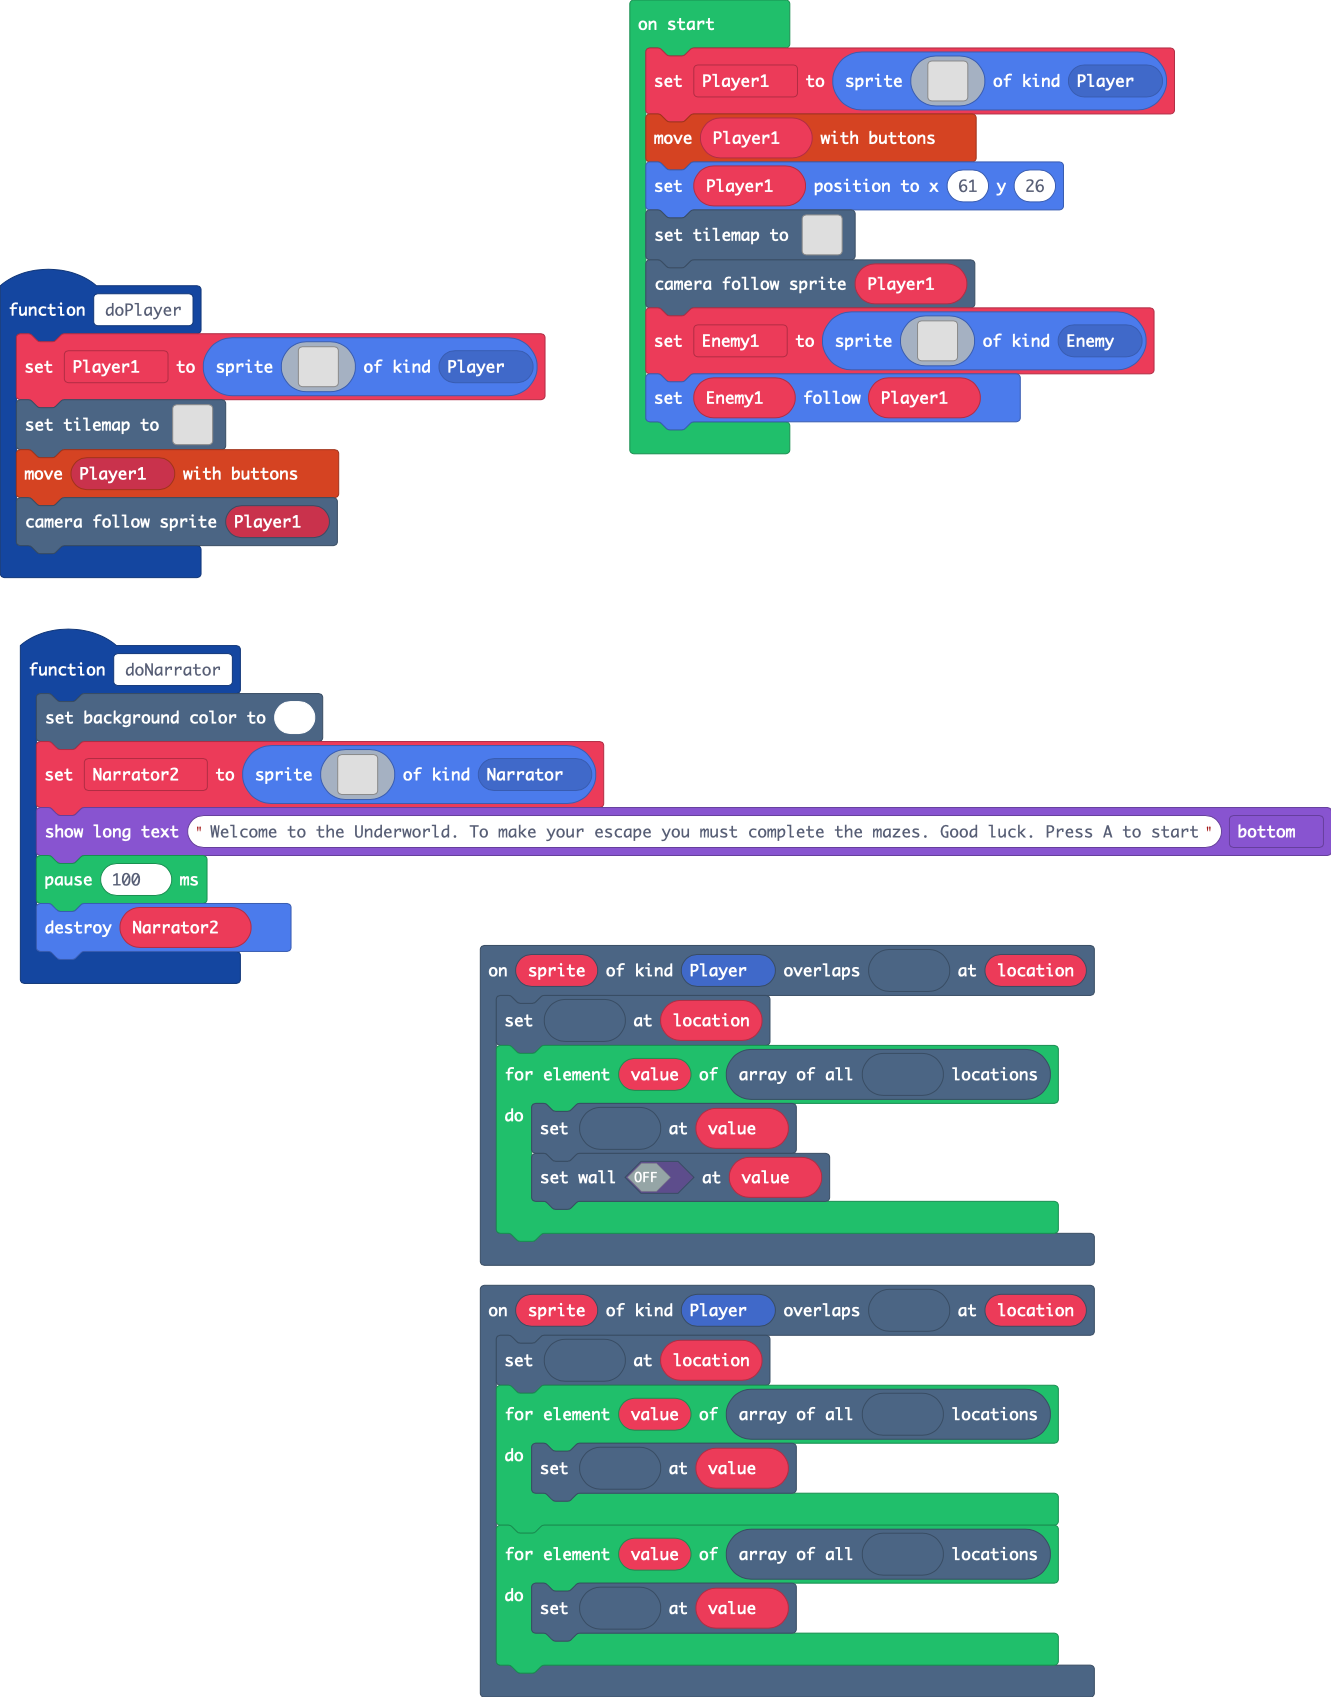 on start
set Player1 to sprite of kind Player
move Player1 with buttons
set Player1 position to x 61 y 26
set tilemap to
camera follow sprite Player1
set Enemy1 to sprite of kind Enemy
set Enemy1 follow Player1
function doPlayer
set Player1 to sprite of kind Player
set tilemap to
move Player1 with buttons
camera follow sprite Player1
function doNarrator
set background color to
set Narrator2 to sprite of kind Narrator
show long text " Welcome to the Underworld. To make your escape you must complete the mazes. Good luck. Press A to start " bottom
pause 100 ms
destroy Narrator2
on sprite of kind Player overlaps at location
set at location
for element value of array of all locations
do
set at value
set wall OFF at value
on sprite of kind Player overlaps at location
set at location
for element value of array of all locations
do
set at value
for element value of array of all locations
do
set at value